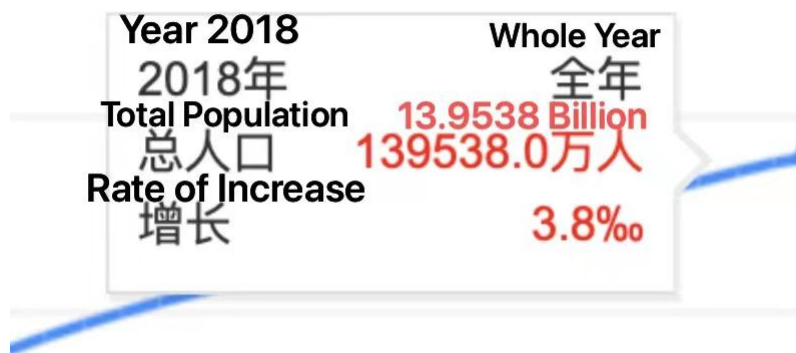 Year 2018 Whole Year
2018年 全年
Total Population 13.9538 Billion
总人口 139538.0万人
Rate of Increase
增长 3.8‰